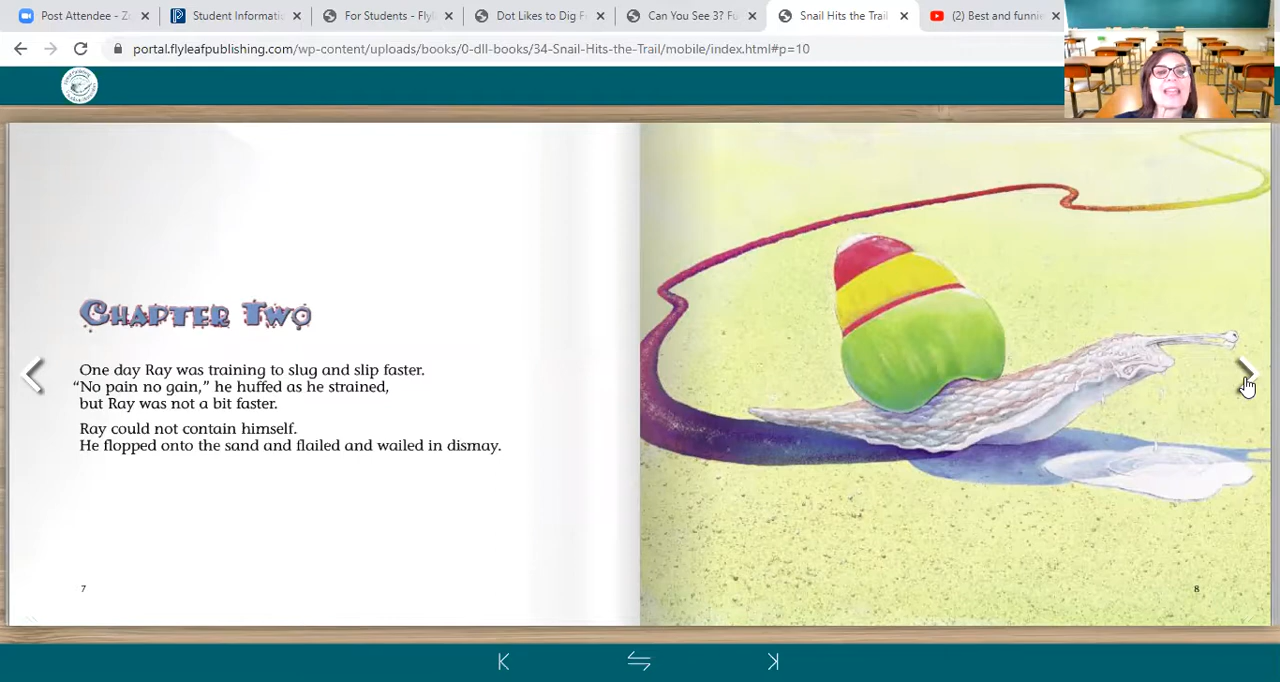 Post Attendee - Z
Student Informati
For Students - Fly
Dot Likes to Dig F
Can You See 3? Fu
Snail Hits the Trail
(2) Best and funni
portal.flyleafpublishing.com/wp-content/uploads/books/0-dll-books/34-Snail-Hits-the-Trail/mobile/index.html#p=10
CHAPTER TWO
One day Ray was training to slug and slip faster.
“No pain no gain,” he huffed as he strained,
but Ray was not a bit faster.
Ray could not contain himself.
He flopped onto the sand and flailed and wailed in dismay.
7
8